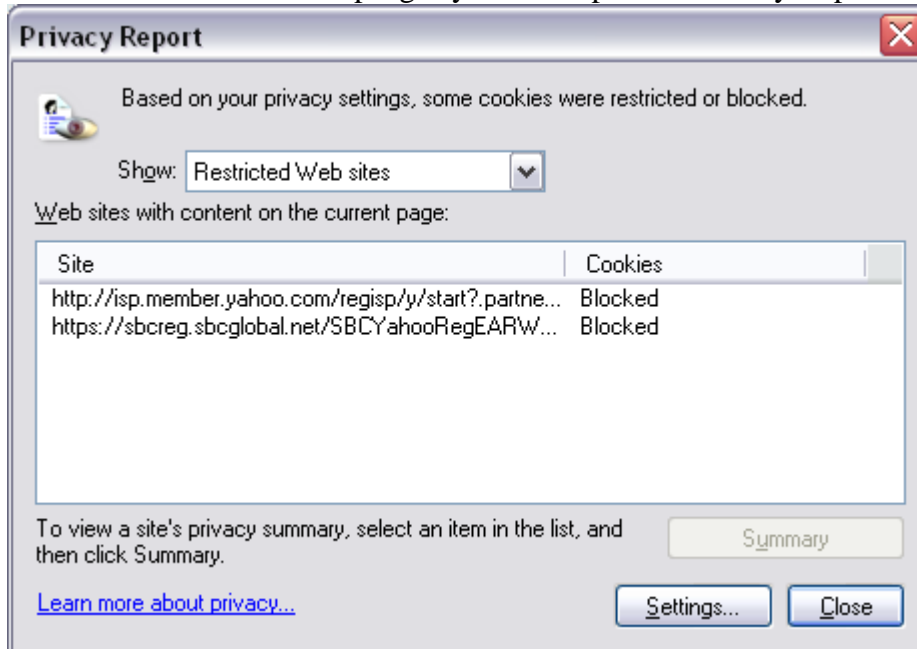 Privacy Report
Based on your privacy settings, some cookies were restricted or blocked.
Show: Restricted Web sites
Web sites with content on the current page:
Site Cookies
http://isp.member.yahoo.com/regisp/y/start?.partne... Blocked
https://sbcreg.sbcglobal.net/SBCYahooRegEARW... Blocked
To view a site's privacy summary, select an item in the list, and
then click Summary.
Summary
Learn more about privacy...
Settings...
Close